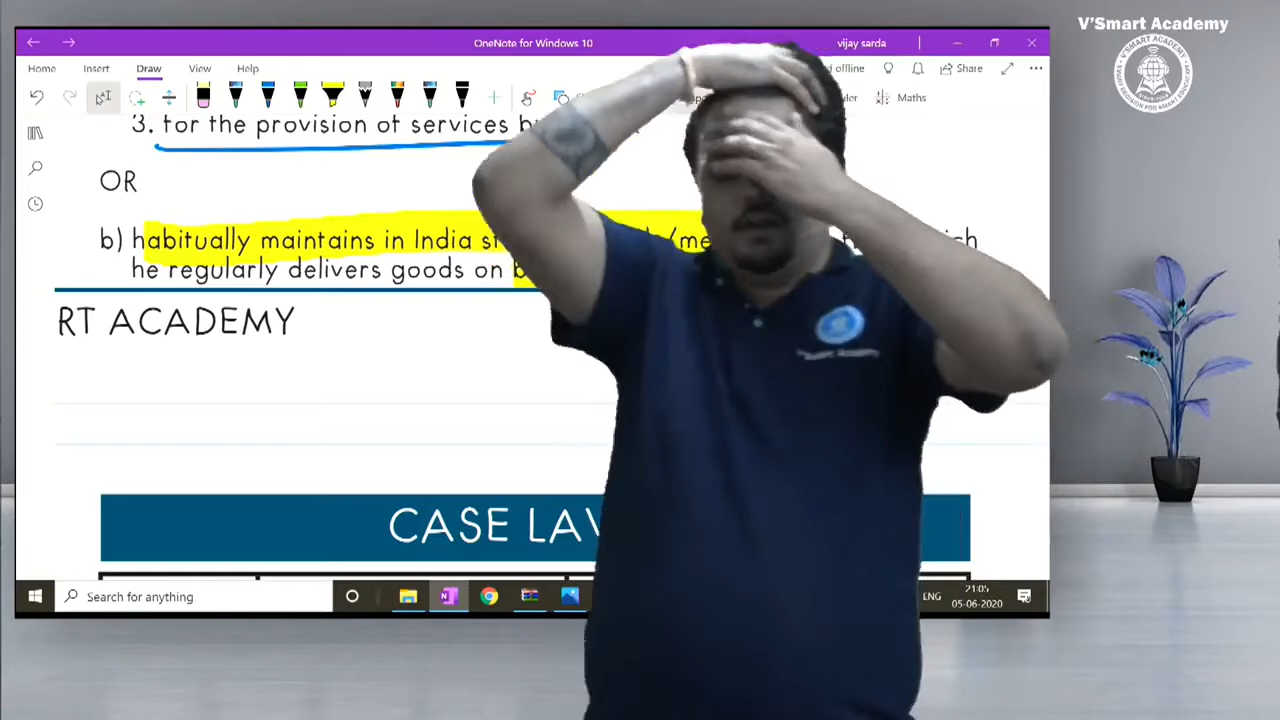 V'Smart Academy
OneNote for Windows 10
vijay sarda
Home Insert Draw View Help
offline Share
Maths
3. for the provision of services
OR
b) habitually maintains in India
he regularly delivers goods on
RT ACADEMY
CASE LAW
Search for anything
ENG
21:05
05-06-2020